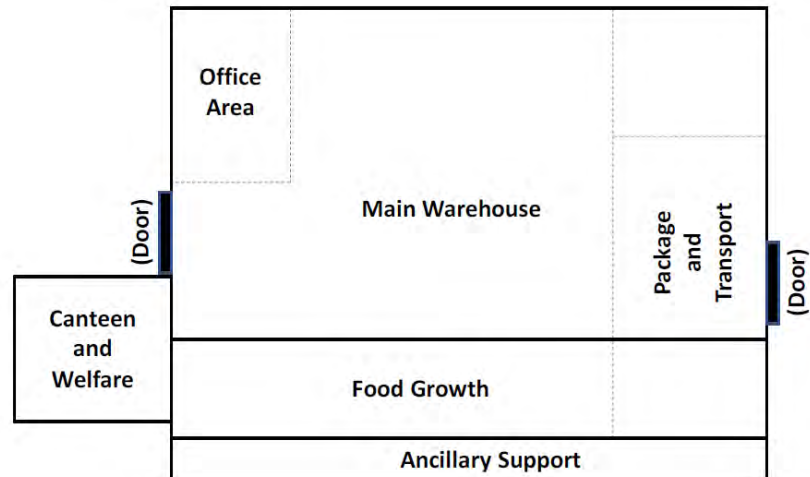 Office
Area
Main Warehouse
Package
and
Transport
(Door)
(Door)
Canteen
and
Welfare
Food Growth
Ancillary Support